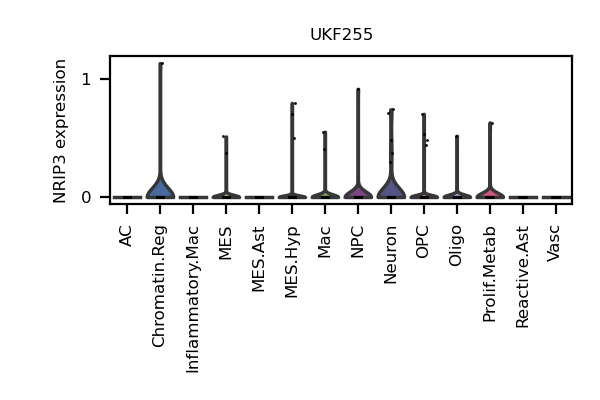 UKF255
NRIP3 expression
1
0
AC
Chromatin.Reg
Inflammatory.Mac
MES
MES.Ast
MES.Hyp
Mac
NPC
Neuron
OPC
Oligo
Prolif.Metab
Reactive.Ast
Vasc